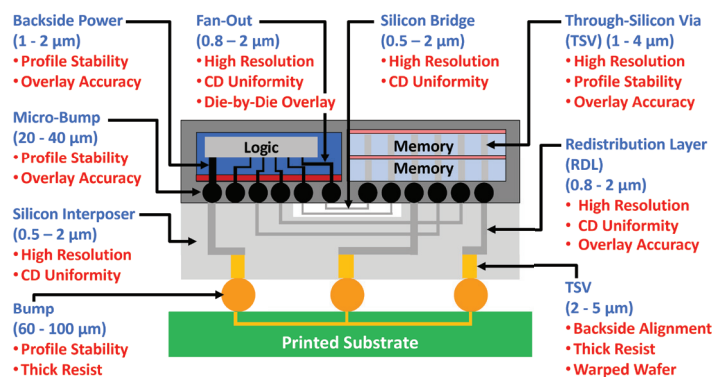 Backside Power
(1 - 2 µm)
• Profile Stability
• Overlay Accuracy
Fan-Out
(0.8 – 2 µm)
• High Resolution
• CD Uniformity
• Die-by-Die Overlay
Silicon Bridge
(0.5 – 2 µm)
• High Resolution
• CD Uniformity
Through-Silicon Via
(TSV) (1 - 4 µm)
• High Resolution
• Profile Stability
• Overlay Accuracy
Micro-Bump
(20 - 40 µm)
• Profile Stability
• Overlay Accuracy
Logic
Memory
Memory
Redistribution Layer
(RDL)
(0.8 - 2 µm)
• High Resolution
• CD Uniformity
• Overlay Accuracy
Silicon Interposer
(0.5 – 2 µm)
• High Resolution
• CD Uniformity
Bump
(60 - 100 µm)
• Profile Stability
• Thick Resist
TSV
(2 - 5 µm)
• Backside Alignment
• Thick Resist
• Warped Wafer
Printed Substrate